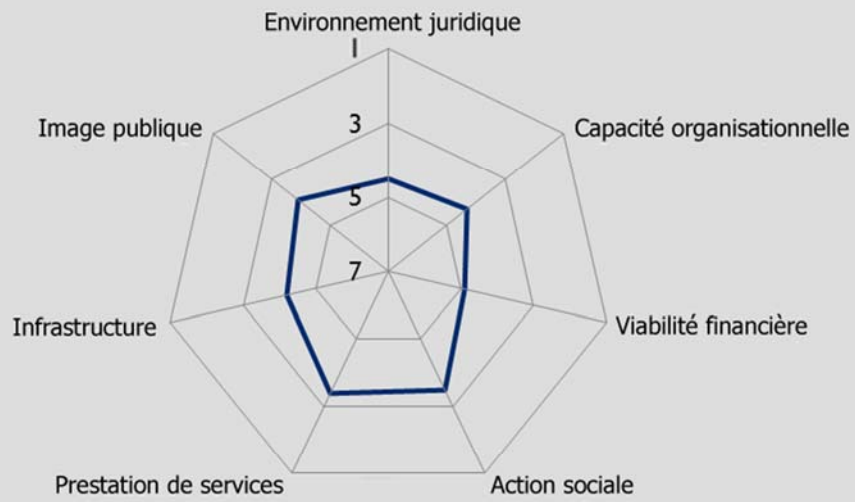 Environnement juridique
1
Image publique
3
Capacité organisationnelle
5
7
Infrastructure
Viabilité financière
Prestation de services
Action sociale